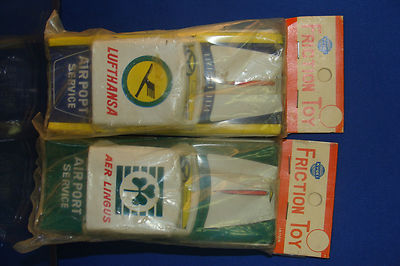 AIRPORT
SERVICE
LUFTHANSA
FRICTION TOY
AIRPORT
SERVICE
AER LINGUS
FRICTION TOY